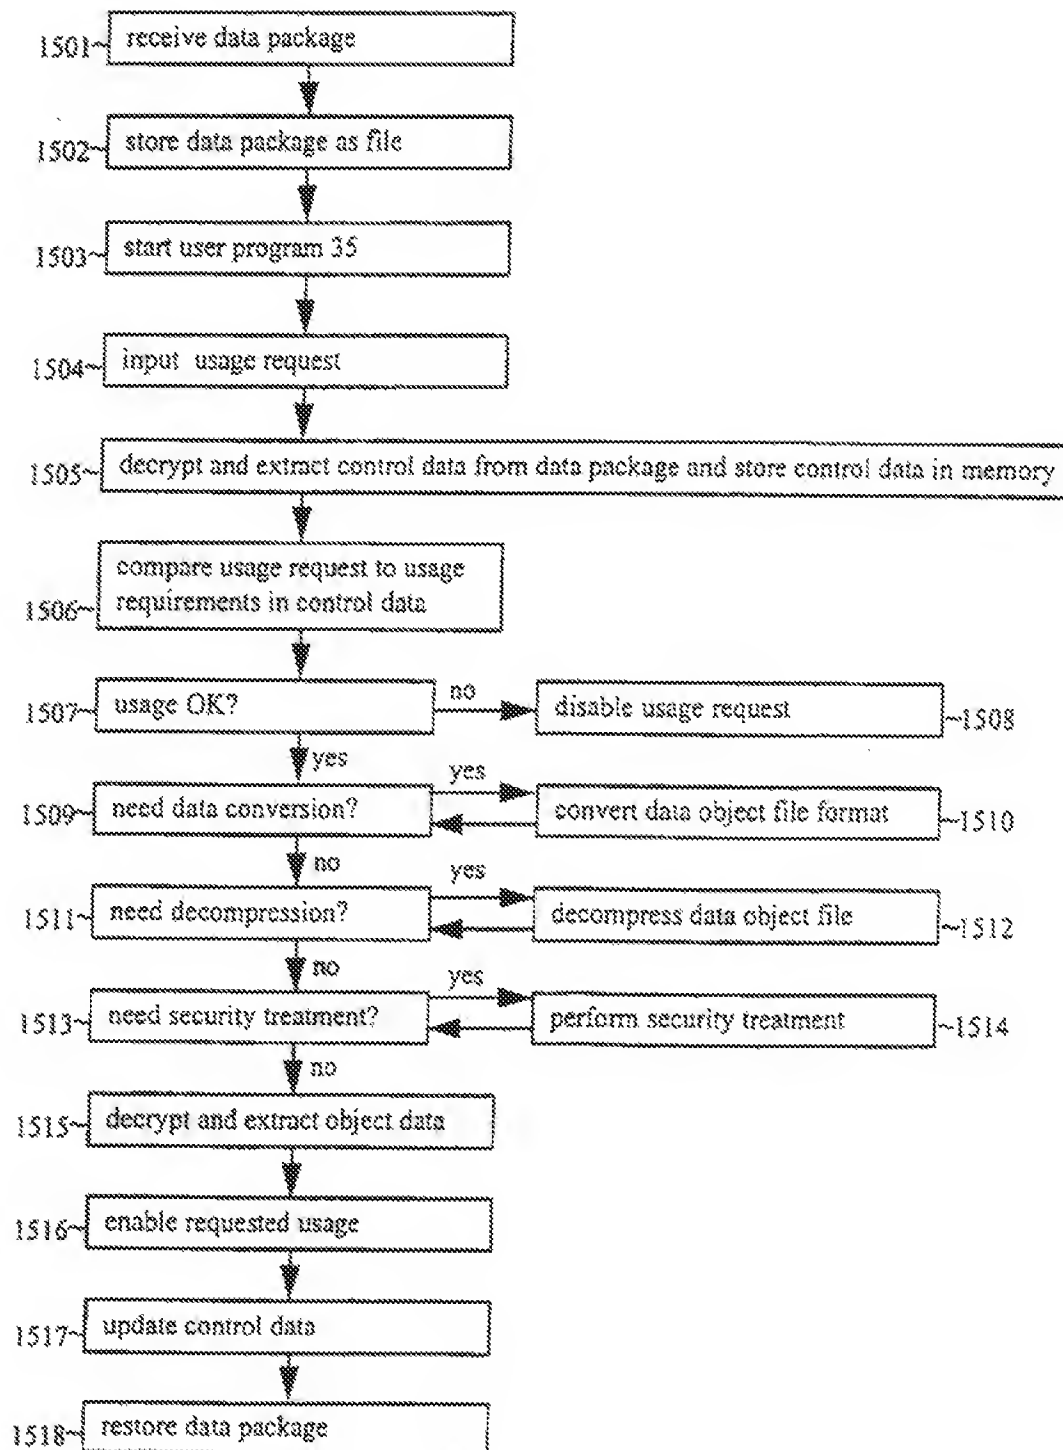 1501 receive data package
1502 store data package as file
1503 start user program 35
1504 input usage request
1505 decrypt and extract control data from data package and store control data in memory
compare usage request to usage
1506 requirements in control data
1507 usage OK? no disable usage request 1508
yes
1509 need data conversion? yes convert data object file format 1510
no
1511 need decompression? yes decompress data object file 1512
no
1513 need security treatment? yes perform security treatment 1514
no
1515 decrypt and extract object data
1516 enable requested usage
1517 update control data
1518 restore data package